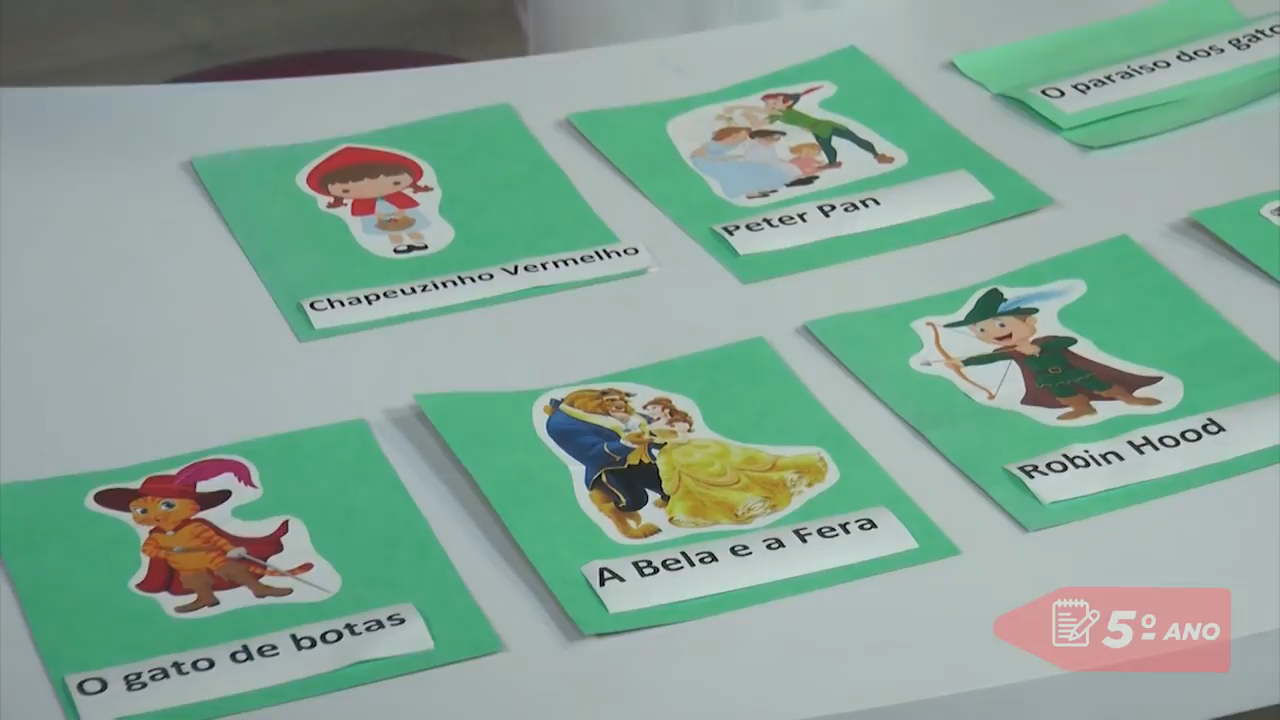 O paraíso dos gato
Peter Pan
Chapeuzinho Vermelho
Robin Hood
A Bela e a Fera
O gato de botas
5º ANO